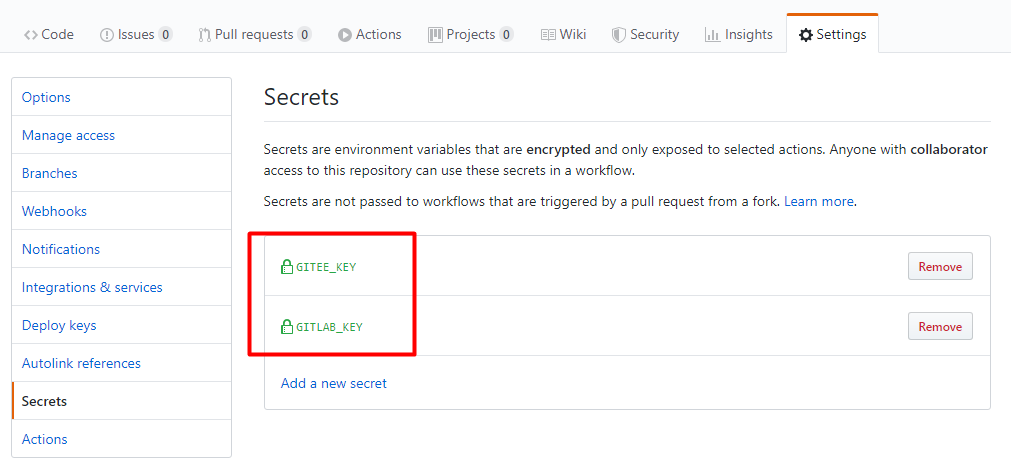 Code Issues 0 Pull requests 0 Actions Projects 0 Wiki Security Insights Settings
Options
Manage access
Branches
Webhooks
Notifications
Integrations & services
Deploy keys
Autolink references
Secrets
Actions
Secrets
Secrets are environment variables that are encrypted and only exposed to selected actions. Anyone with collaborator
access to this repository can use these secrets in a workflow.
Secrets are not passed to workflows that are triggered by a pull request from a fork. Learn more.
GITEE_KEY Remove
GITLAB_KEY Remove
Add a new secret